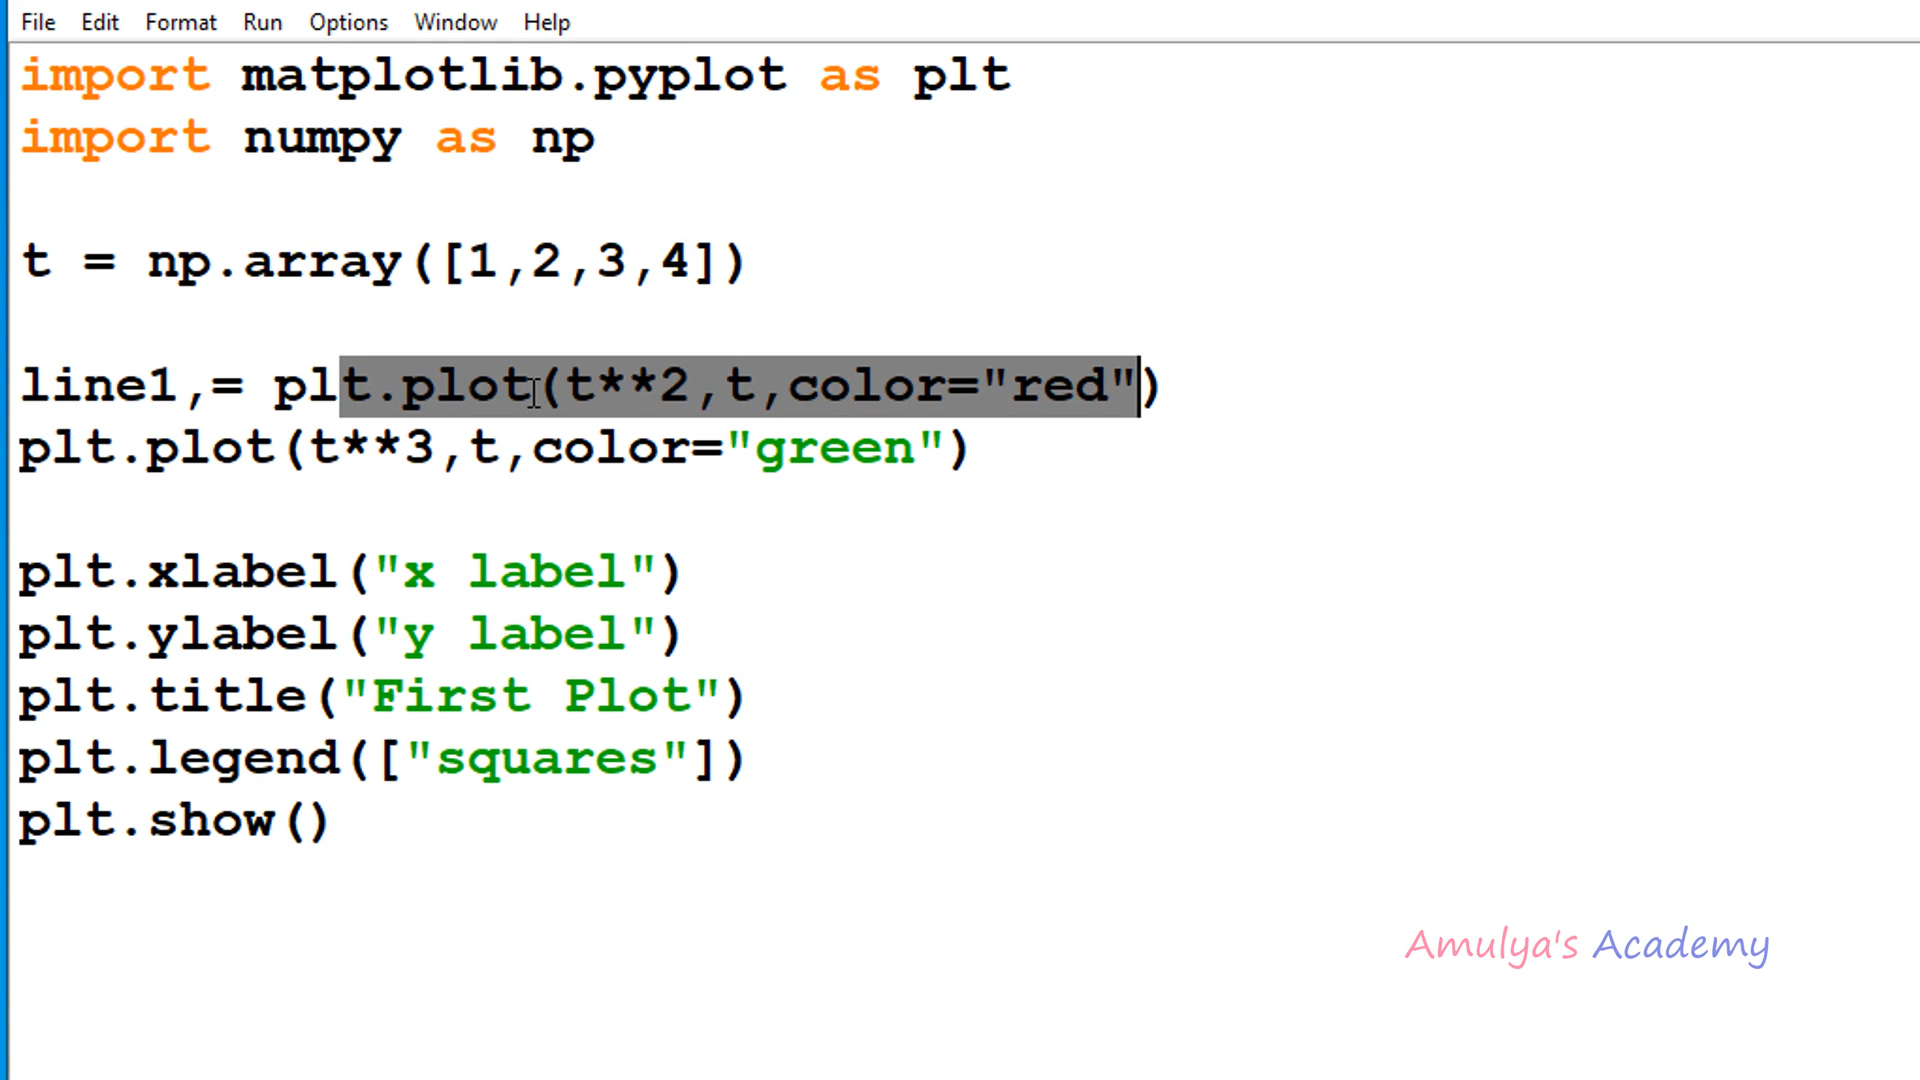 File Edit Format Run Options Window Help
import matplotlib.pyplot as plt
import numpy as np
t = np.array([1,2,3,4])
line1,= plt.plot(t**2,t,color="red")
plt.plot(t**3,t,color="green")
plt.xlabel("x label")
plt.ylabel("y label")
plt.title("First Plot")
plt.legend(["squares"])
plt.show()
Amulya's Academy